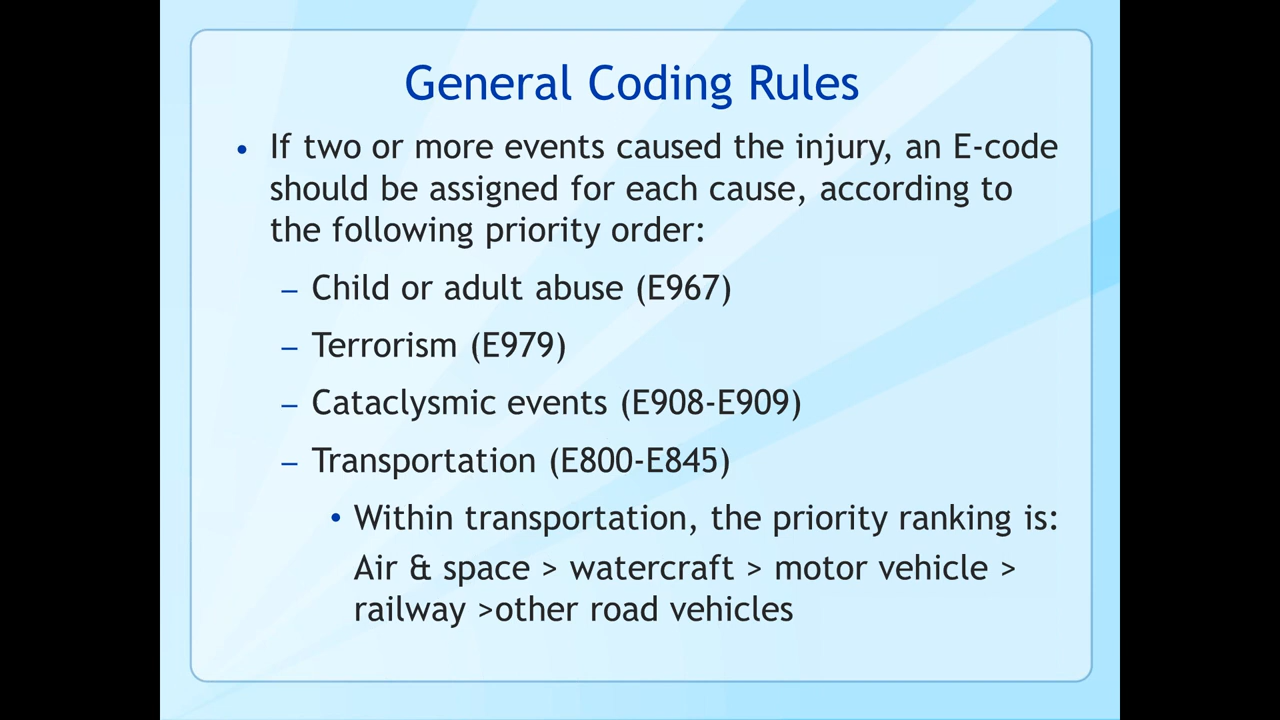 General Coding Rules
• If two or more events caused the injury, an E-code
should be assigned for each cause, according to
the following priority order:
– Child or adult abuse (E967)
– Terrorism (E979)
– Cataclysmic events (E908-E909)
– Transportation (E800-E845)
• Within transportation, the priority ranking is:
Air & space > watercraft > motor vehicle >
railway >other road vehicles